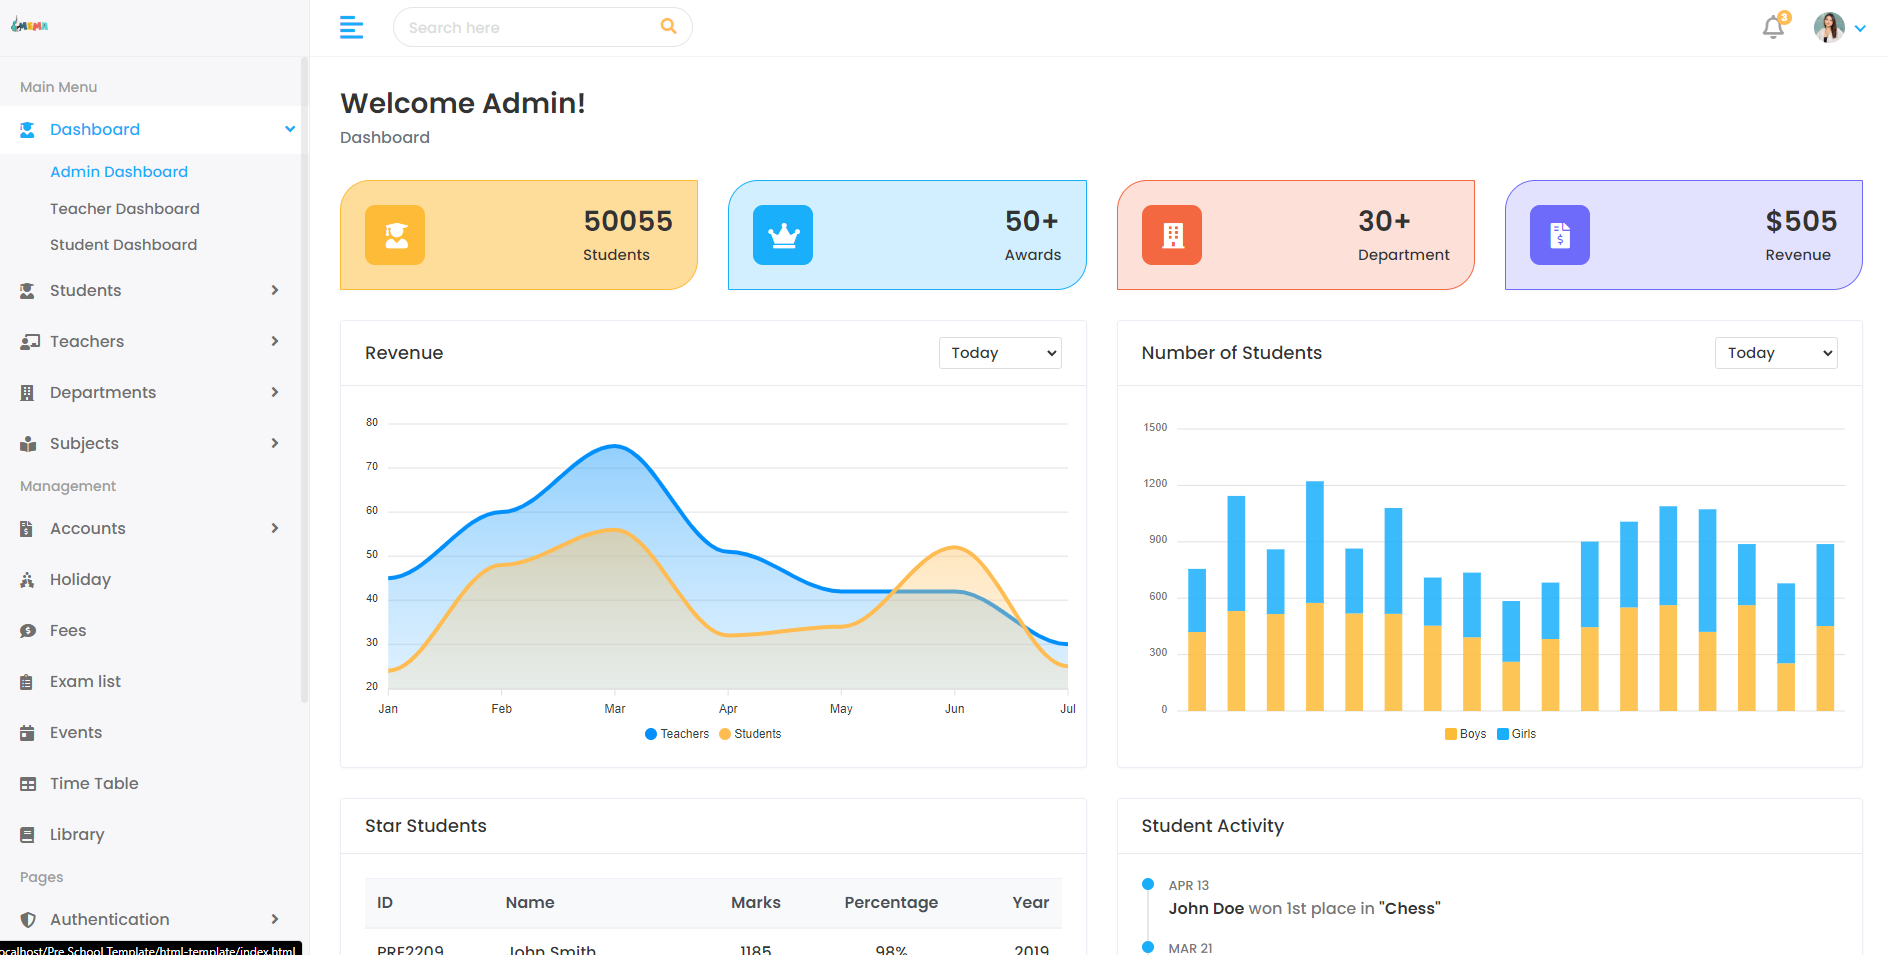 MEMA
Search here
3
Main Menu
Dashboard
Admin Dashboard
Teacher Dashboard
Student Dashboard
Students
Teachers
Departments
Subjects
Management
Accounts
Holiday
Fees
Exam list
Events
Time Table
Library
Pages
Authentication
ocalhost/Pre School Template/html-template/index.html
Welcome Admin!
Dashboard
50055
Students
50+
Awards
30+
Department
$505
Revenue
Revenue
Today
80
70
60
50
40
30
20
Jan Feb Mar Apr May Jun Jul
Teachers Students
Number of Students
Today
1500
1200
900
600
300
0
Boys Girls
Star Students
ID Name Marks Percentage Year
PRE2209 John Smith 1185 98% 2019
Student Activity
APR 13
John Doe won 1st place in "Chess"
MAR 21